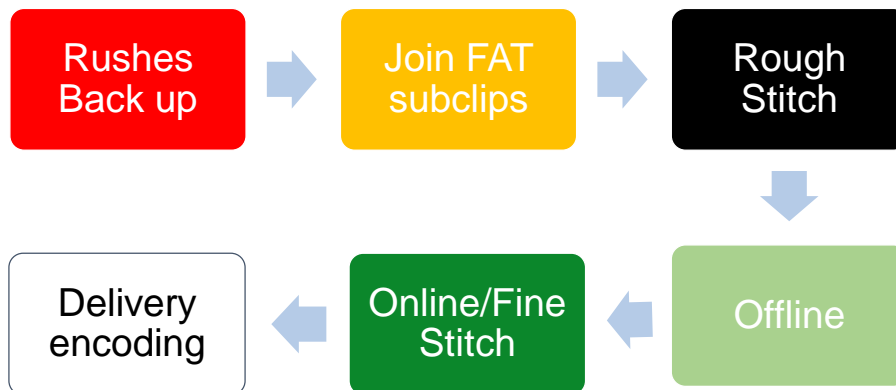 Rushes
Back up
Join FAT
subclips
Rough
Stitch
Offline
Online/Fine
Stitch
Delivery
encoding